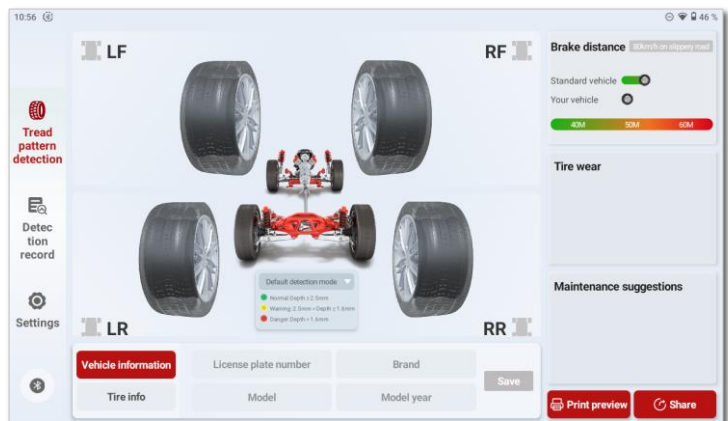 10:56
46 %
LF
RF
Tread
pattern
detection
Detec
tion
record
Settings
Default detection mode
Normal Depth ≥ 2.5mm
Warning: 2.5mm > Depth ≥ 1.6mm
Danger Depth < 1.6mm
LR
RR
Vehicle information
License plate number
Brand
Tire info
Model
Model year
Save
Brake distance
80km/h on slippery road
Standard vehicle
Your vehicle
40M 50M 60M
Tire wear
Maintenance suggestions
Print preview
Share